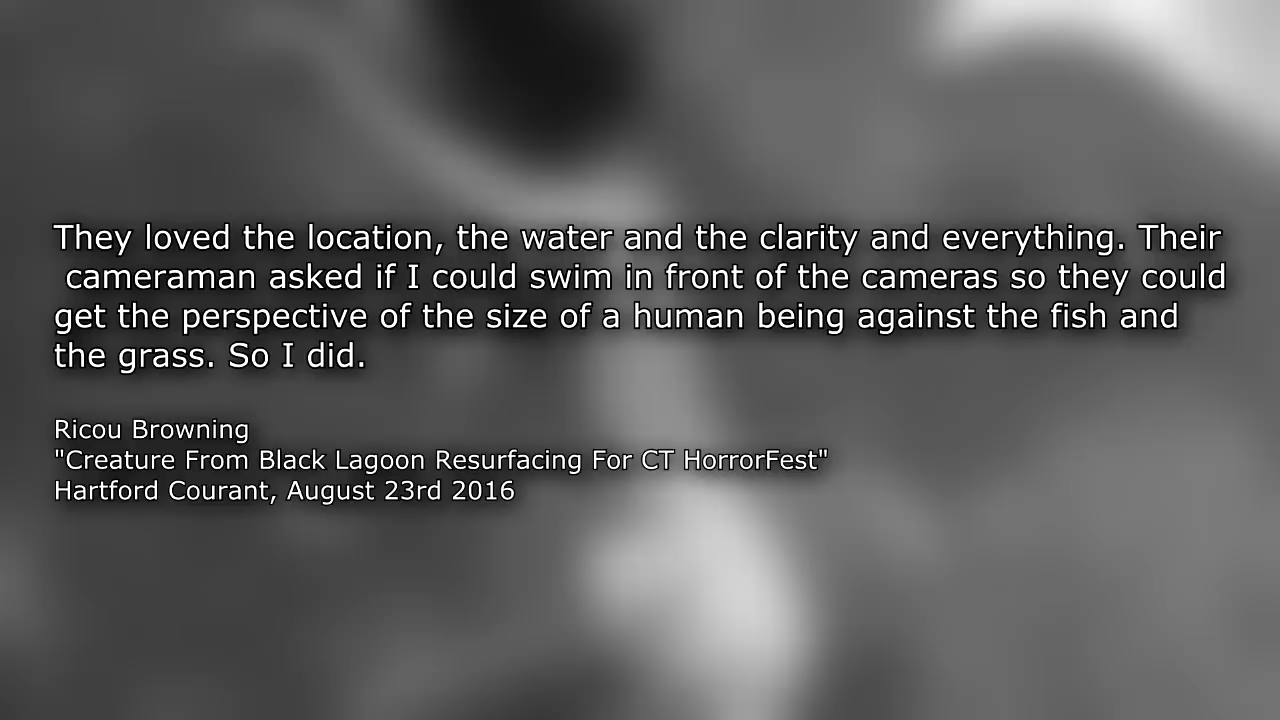 They loved the location, the water and the clarity and everything. Their
cameraman asked if I could swim in front of the cameras so they could
get the perspective of the size of a human being against the fish and
the grass. So I did.
Ricou Browning
"Creature From Black Lagoon Resurfacing For CT HorrorFest"
Hartford Courant, August 23rd 2016